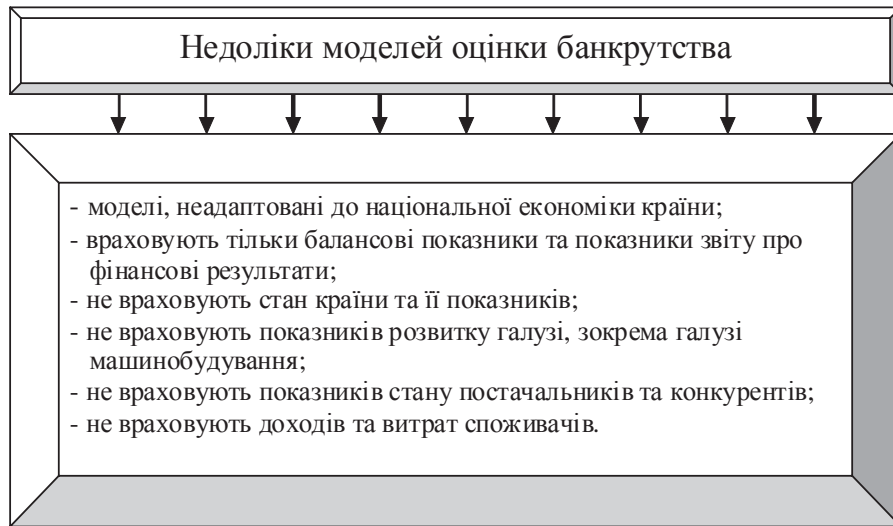 Недоліки моделей оцінки банкрутства
- моделі, неадаптовані до національної економіки країни;
- враховують тільки балансові показники та показники звіту про
фінансові результати;
- не враховують стан країни та її показників;
- не враховують показників розвитку галузі, зокрема галузі
машинобудування;
- не враховують показників стану постачальників та конкурентів;
- не враховують доходів та витрат споживачів.